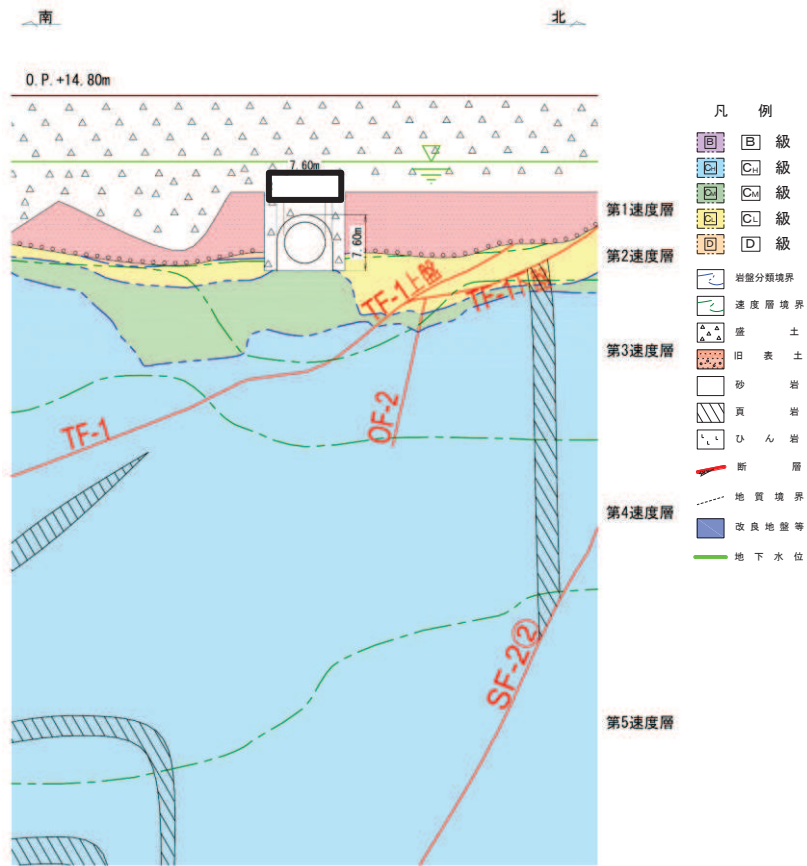 南
北
O.P.+14.80m
7.60m
7.60m
TF-1上盤
TF-1下盤
TF-1
OF-2
SF-2②
第1速度層
第2速度層
第3速度層
第4速度層
第5速度層
凡 例
B B 級
CH CH 級
CM CM 級
CL CL 級
D D 級
岩盤分類境界
速度層境界
盛 土
旧 表 土
砂 岩
頁 岩
ひ ん 岩
断 層
地 質 境 界
改 良 地 盤 等
地 下 水 位